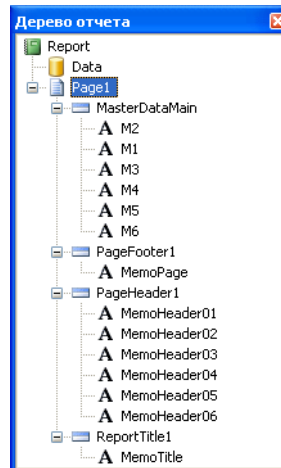 Дерево отчета
Report
Data
Page1
MasterDataMain
A M2
A M1
A M3
A M4
A M5
A M6
PageFooter1
A MemoPage
PageHeader1
A MemoHeader01
A MemoHeader02
A MemoHeader03
A MemoHeader04
A MemoHeader05
A MemoHeader06
ReportTitle1
A MemoTitle